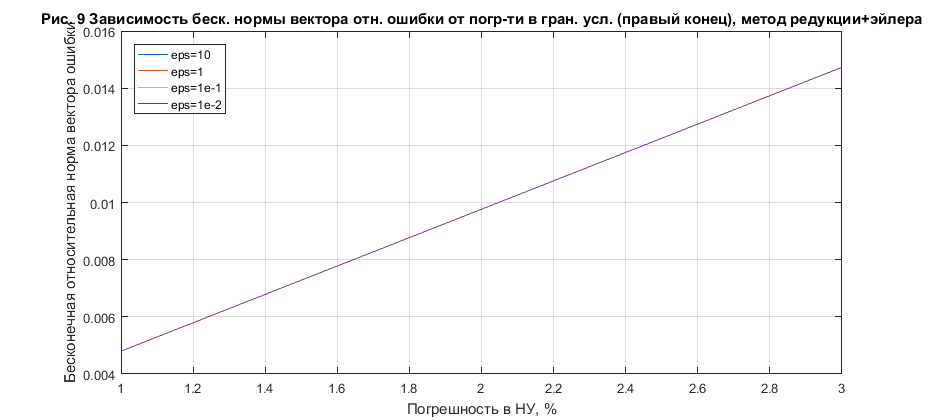 Рис. 9 Зависимость беск. нормы вектора отн. ошибки от погр-ти в гран. усл. (правый конец), метод редукции+эйлера
Бесконечная относительная норма вектора ошибки
0.016
0.014
0.012
0.01
0.008
0.006
0.004
eps=10
eps=1
eps=1e-1
eps=1e-2
1 1.2 1.4 1.6 1.8 2 2.2 2.4 2.6 2.8 3
Погрешность в НУ, %